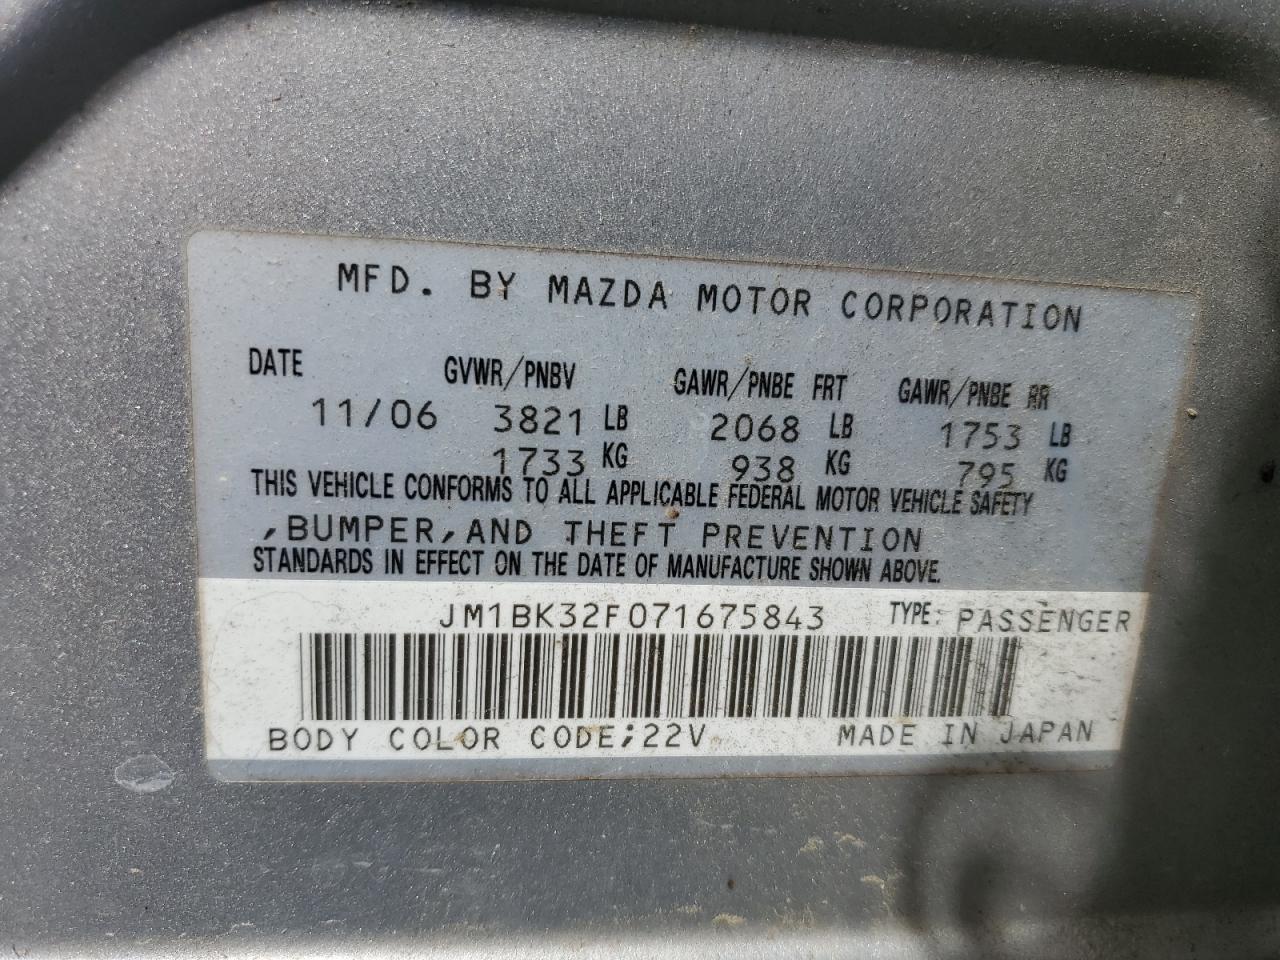 MFD. BY MAZDA MOTOR CORPORATION
DATE GVWR/PNBV GAWR/PNBE FRT GAWR/PNBE RR
11/06 3821 LB 2068 LB 1753 LB
1733 KG 938 KG 795 KG
THIS VEHICLE CONFORMS TO ALL APPLICABLE FEDERAL MOTOR VEHICLE SAFETY
,BUMPER,AND THEFT PREVENTION
STANDARDS IN EFFECT ON THE DATE OF MANUFACTURE SHOWN ABOVE.
JM1BK32F071675843 TYPE: PASSENGER
BODY COLOR CODE;22V MADE IN JAPAN